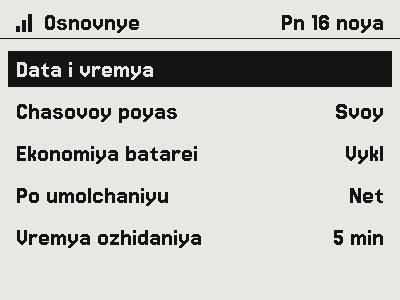 Osnovnye Pn 16 noya
Data i vremya
Chasovoy poyas Svoy
Ekonomiya batarei Vykl
Po umolchaniyu Net
Vremya ozhidaniya 5 min